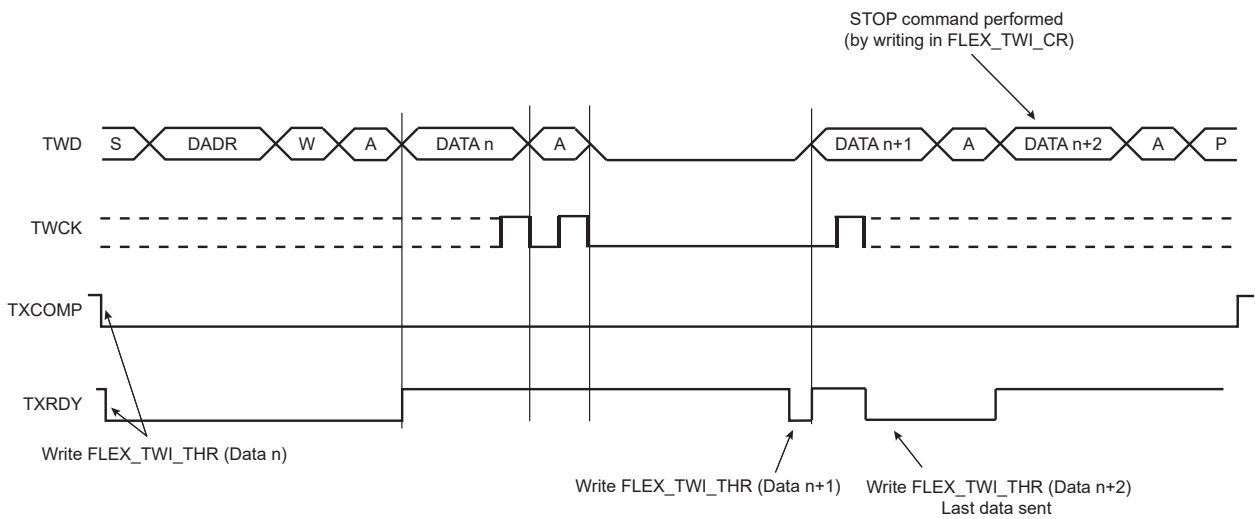 STOP command performed
(by writing in FLEX_TWI_CR)
TWD S DADR W A DATA n A DATA n+1 A DATA n+2 A P
TWCK
TXCOMP
TXRDY
Write FLEX_TWI_THR (Data n)
Write FLEX_TWI_THR (Data n+1) Write FLEX_TWI_THR (Data n+2)
Last data sent